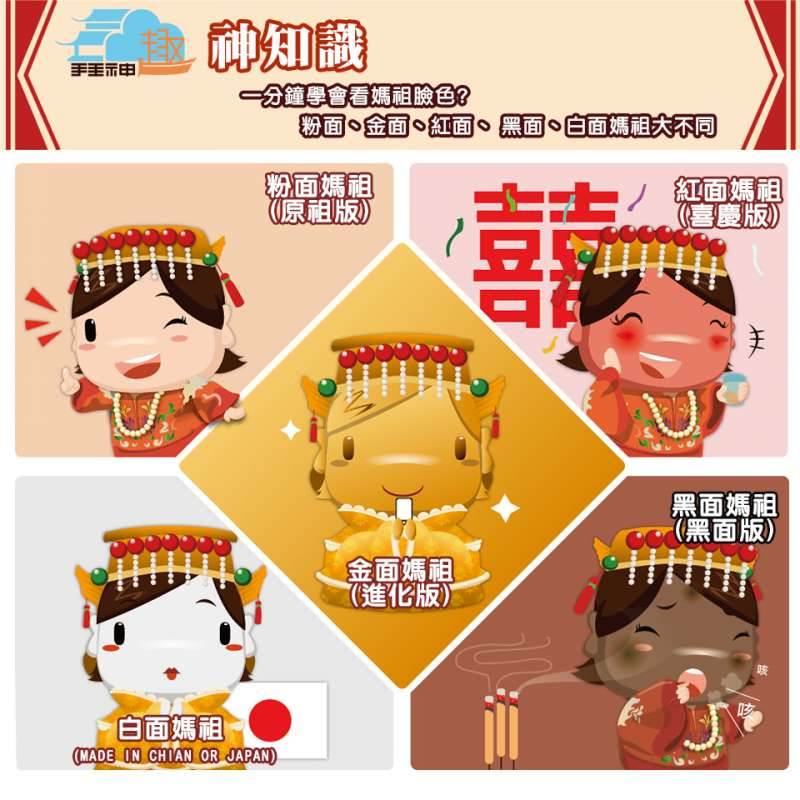 趣
瘋神
神知識
一分鐘學會看媽祖臉色?
粉面、金面、紅面、黑面、白面媽祖大不同
粉面媽祖
(原祖版)
囍
紅面媽祖
(喜慶版)
金面媽祖
(進化版)
白面媽祖
(MADE IN CHIAN OR JAPAN)
黑面媽祖
(黑面版)
咳
咳